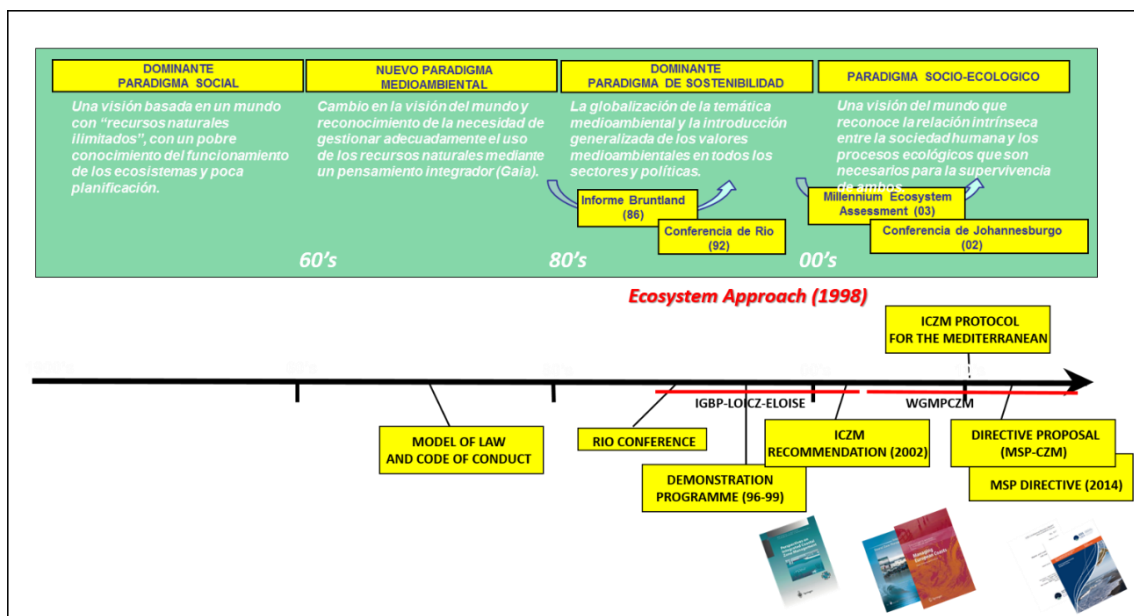 DOMINANTE
PARADIGMA SOCIAL
Una visión basada en un mundo
con “recursos naturales
ilimitados”, con un pobre
conocimiento del funcionamiento
de los ecosistemas y poca
planificación.
NUEVO PARADIGMA
MEDIOAMBIENTAL
Cambio en la visión del mundo y
reconocimiento de la necesidad de
gestionar adecuadamente el uso
de los recursos naturales mediante
un pensamiento integrador (Gaia).
DOMINANTE
PARADIGMA DE SOSTENIBILIDAD
La globalización de la temática
medioambiental y la introducción
generalizada de los valores
medioambientales en todos los
sectores y políticas.
PARADIGMA SOCIO-ECOLOGICO
Una visión del mundo que
reconoce la relación intrínseca
entre la sociedad humana y los
procesos ecológicos que son
necesarios para la supervivencia
de ambos
Informe Bruntland
(86)
Conferencia de Rio
(92)
Millennium Ecosystem
Assessment (03)
Conferencia de Johannesburgo
(02)
60’s
80’s
00’s
Ecosystem Approach (1998)
ICZM PROTOCOL
FOR THE MEDITERRANEAN
IGBP-LOICZ-ELOISE
WGMPCZM
MODEL OF LAW
AND CODE OF CONDUCT
RIO CONFERENCE
DEMONSTRATION
PROGRAMME (96-99)
ICZM
RECOMMENDATION (2002)
DIRECTIVE PROPOSAL
(MSP-CZM)
MSP DIRECTIVE (2014)
Managing
European Coasts